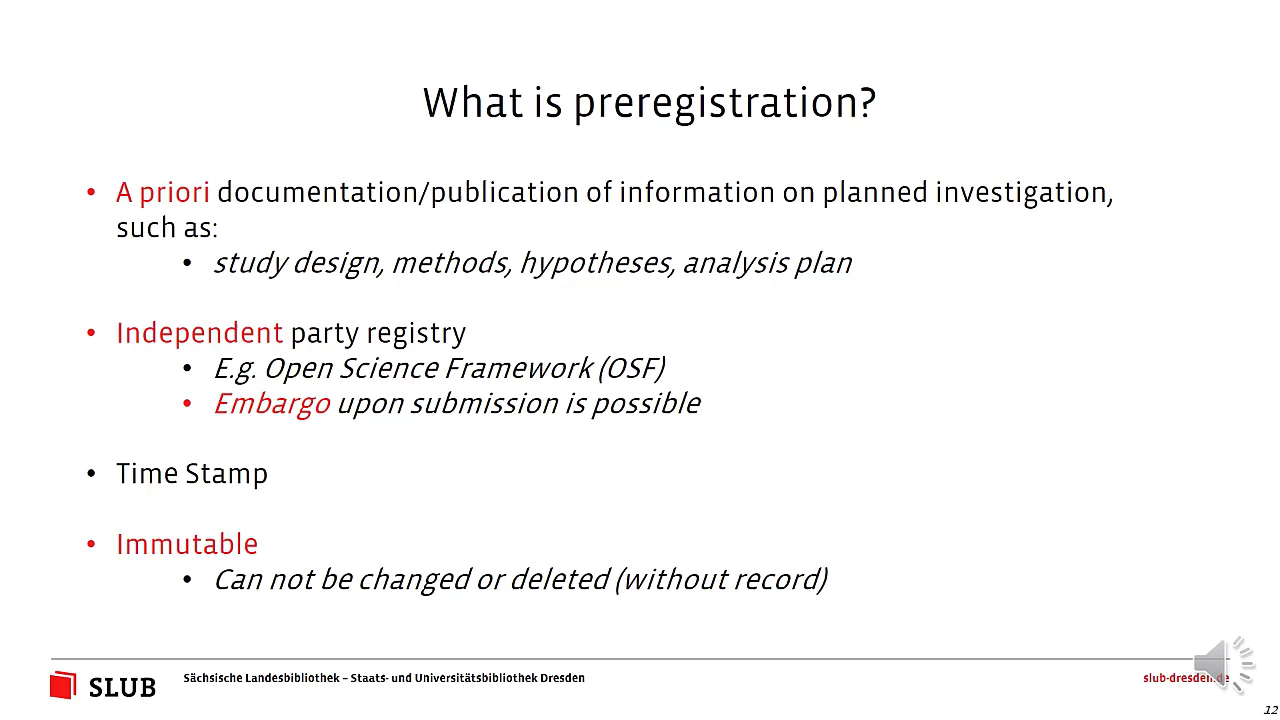 What is preregistration?
• A priori documentation/publication of information on planned investigation,
such as:
• study design, methods, hypotheses, analysis plan
• Independent party registry
• E.g. Open Science Framework (OSF)
• Embargo upon submission is possible
• Time Stamp
• Immutable
• Can not be changed or deleted (without record)
SLUB
Sächsische Landesbibliothek – Staats- und Universitätsbibliothek Dresden
slub-dresden.de
12